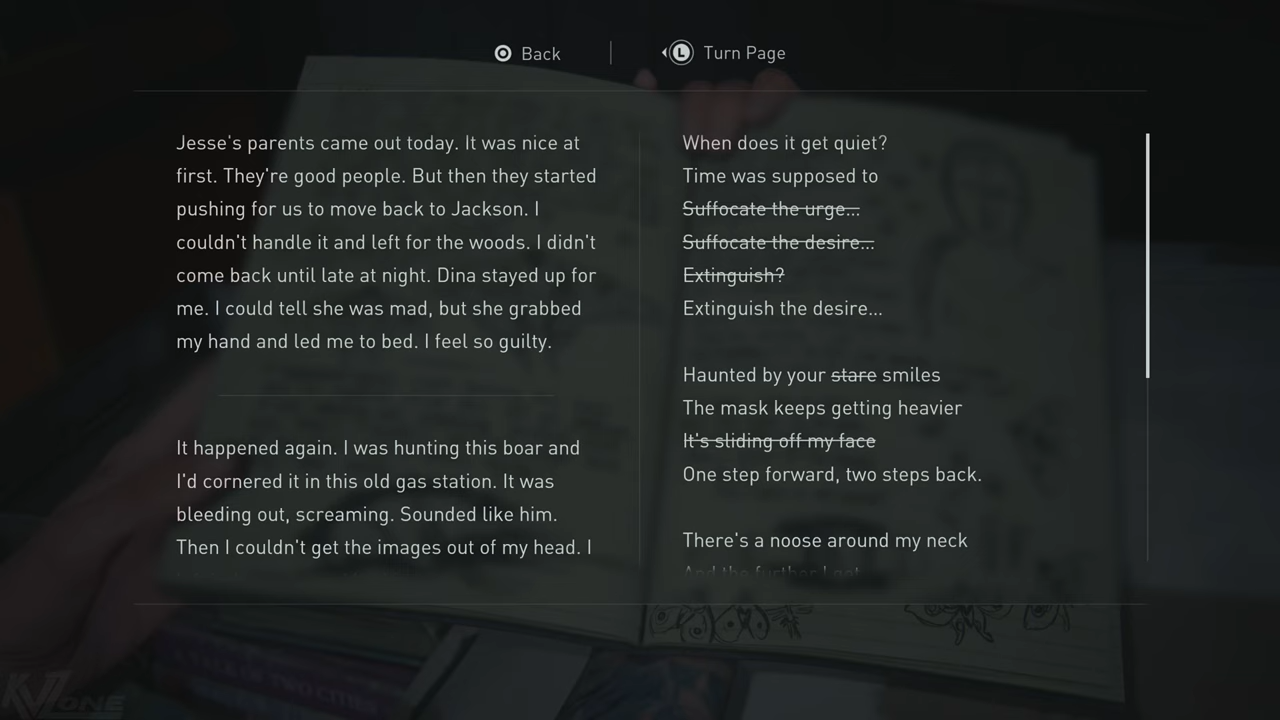 Back
L Turn Page
Jesse's parents came out today. It was nice at
first. They're good people. But then they started
pushing for us to move back to Jackson. I
couldn't handle it and left for the woods. I didn't
come back until late at night. Dina stayed up for
me. I could tell she was mad, but she grabbed
my hand and led me to bed. I feel so guilty.
It happened again. I was hunting this boar and
I'd cornered it in this old gas station. It was
bleeding out, screaming. Sounded like him.
Then I couldn't get the images out of my head. I
When does it get quiet?
Time was supposed to
Suffocate the urge...
Suffocate the desire...
Extinguish?
Extinguish the desire...
Haunted by your stare smiles
The mask keeps getting heavier
It's sliding off my face
One step forward, two steps back.
There's a noose around my neck
And the further I get